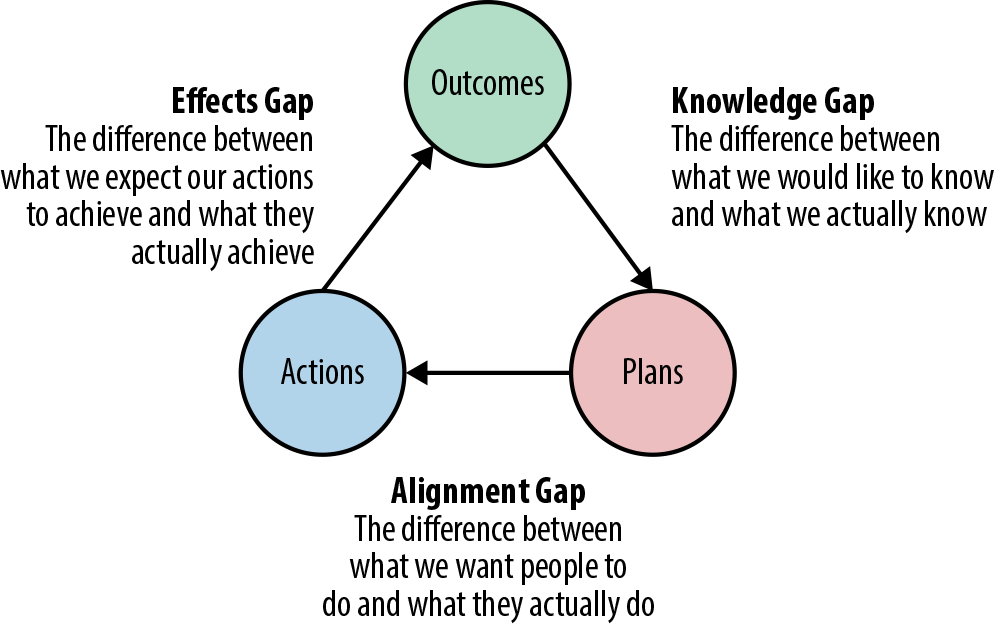 Outcomes
Effects Gap
The difference between
what we expect our actions
to achieve and what they
actually achieve
Knowledge Gap
The difference between
what we would like to know
and what we actually know
Actions
Plans
Alignment Gap
The difference between
what we want people to
do and what they actually do